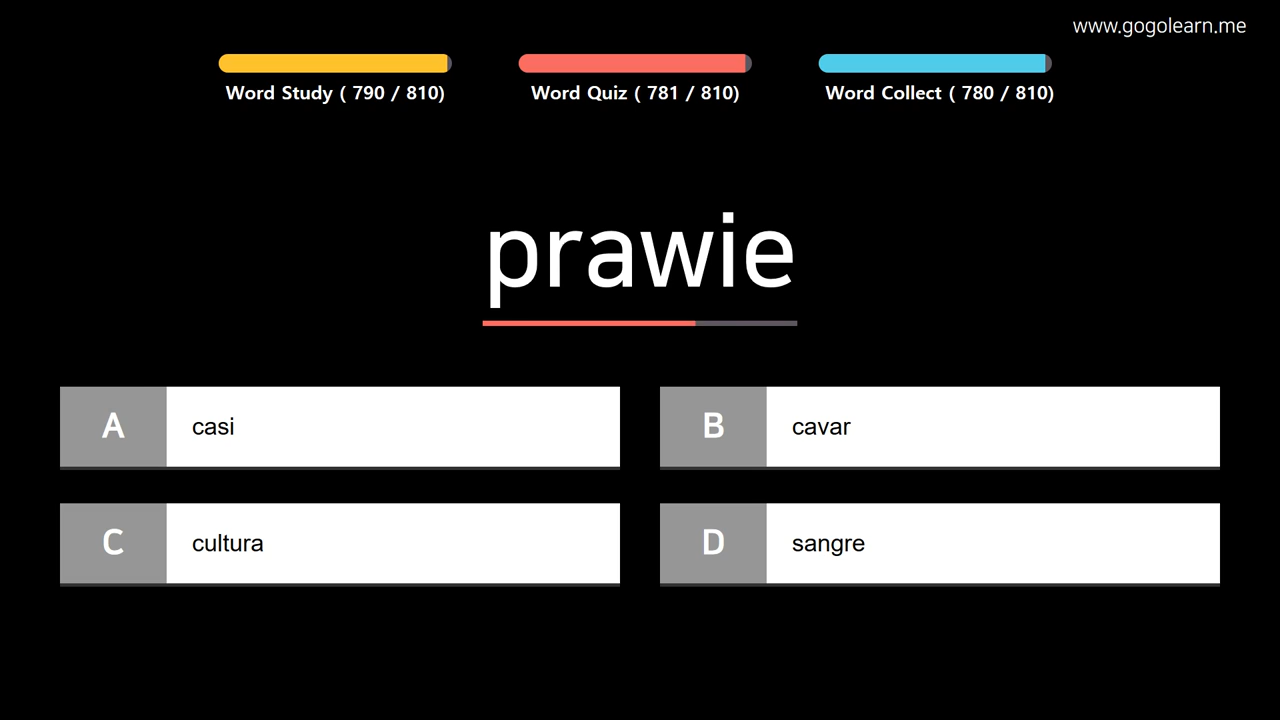 www.gogolearn.me
Word Study ( 790 / 810)
Word Quiz ( 781 / 810)
Word Collect ( 780 / 810)
prawie
A casi
B cavar
C cultura
D sangre